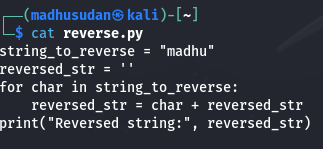 ┌──(madhusudan㉿kali)-[~]
└─$ cat reverse.py
string_to_reverse = "madhu"
reversed_str = ''
for char in string_to_reverse:
    reversed_str = char + reversed_str
print("Reversed string:", reversed_str)